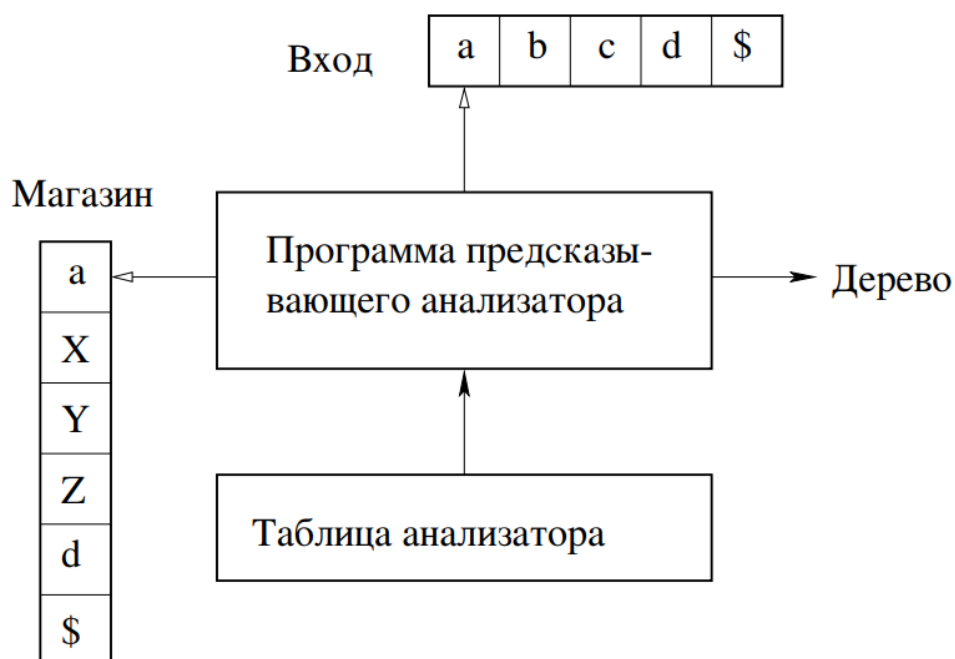 Вход
a b c d $
Магазин
a
X
Y
Z
d
$
Программа предсказы-
вающего анализатора
Дерево
Таблица анализатора